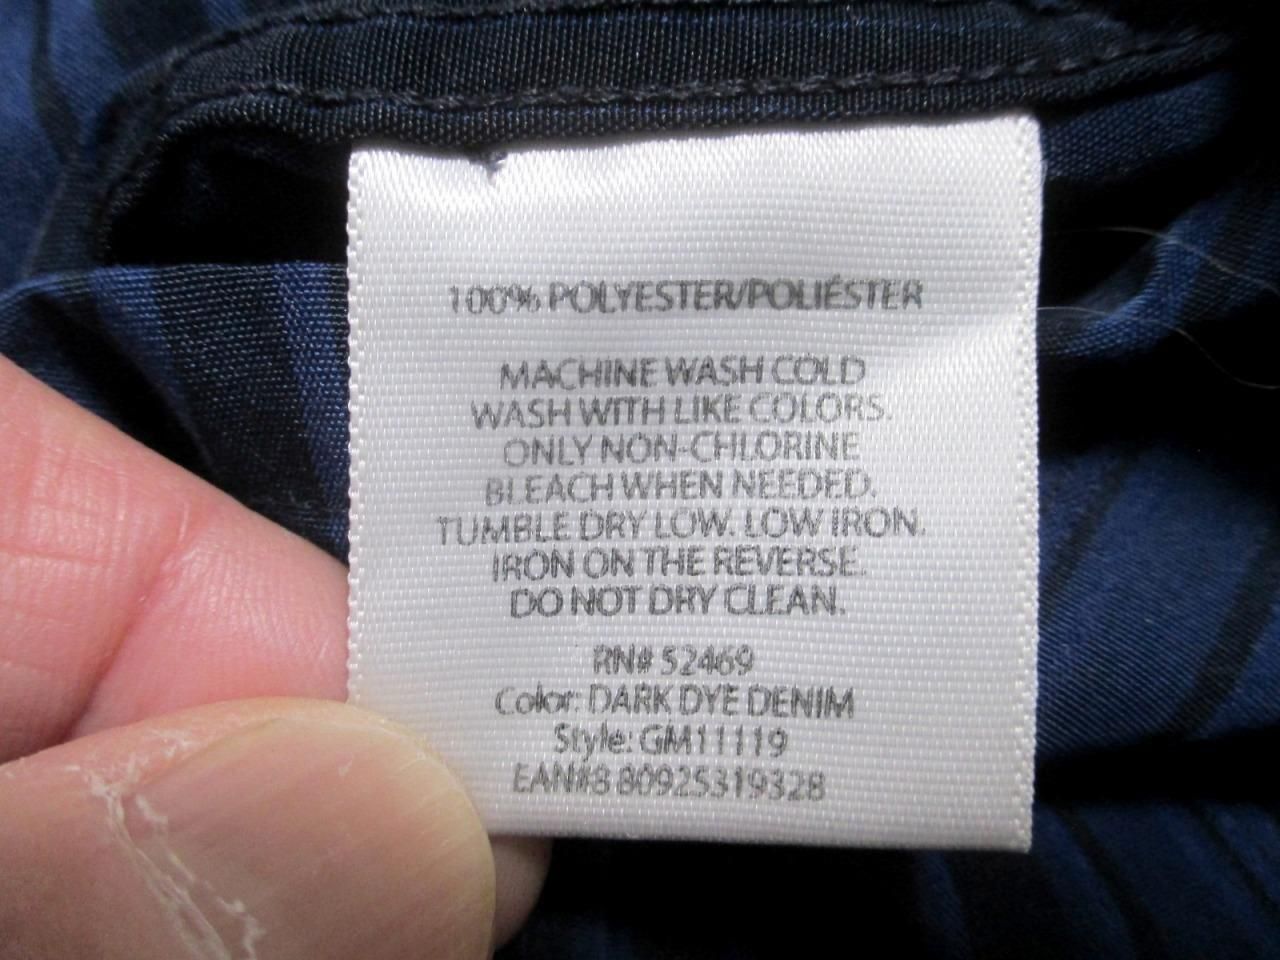 100% POLYESTER/POLIÉSTER
MACHINE WASH COLD
WASH WITH LIKE COLORS.
ONLY NON-CHLORINE
BLEACH WHEN NEEDED.
TUMBLE DRY LOW. LOW IRON.
IRON ON THE REVERSE.
DO NOT DRY CLEAN.
RN# 52469
Color: DARK DYE DENIM
Style: GM11119
EAN#8 80925319328